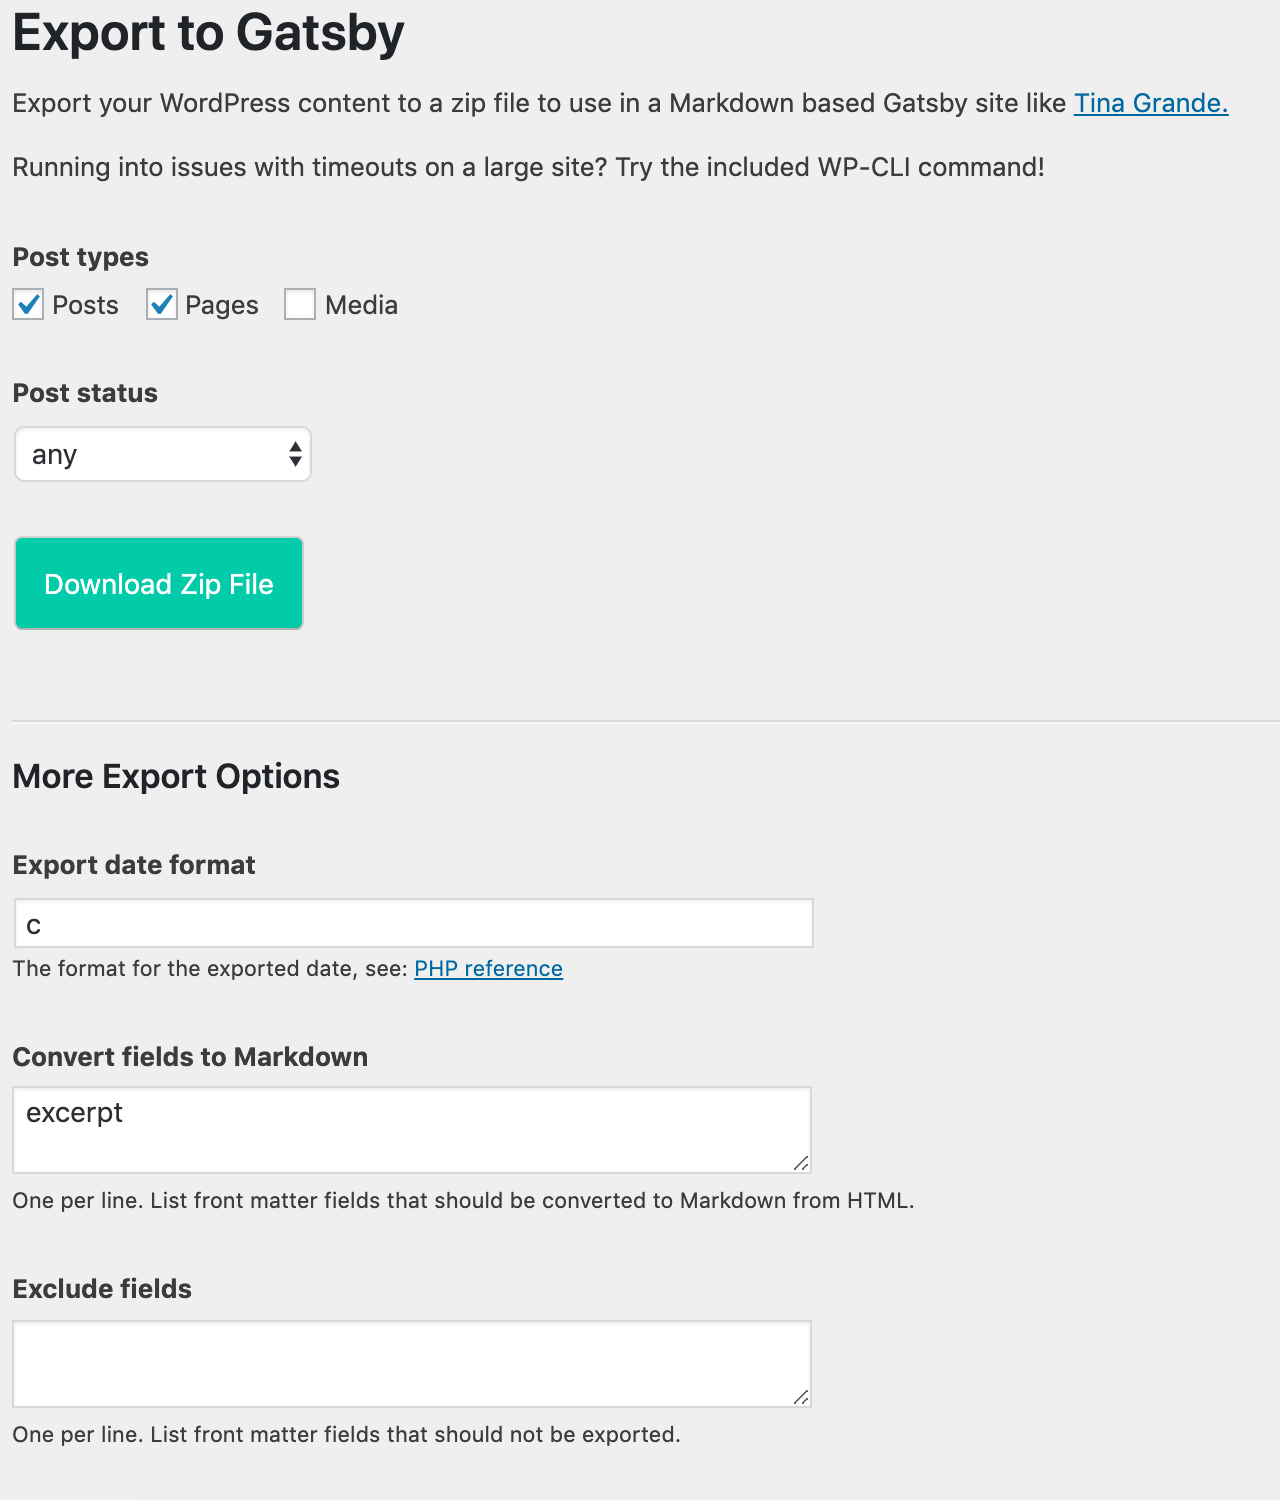 Export to Gatsby
Export your WordPress content to a zip file to use in a Markdown based Gatsby site like Tina Grande.
Running into issues with timeouts on a large site? Try the included WP-CLI command!
Post types
Posts Pages Media
Post status
any
Download Zip File
More Export Options
Export date format
c
The format for the exported date, see: PHP reference
Convert fields to Markdown
excerpt
One per line. List front matter fields that should be converted to Markdown from HTML.
Exclude fields
One per line. List front matter fields that should not be exported.